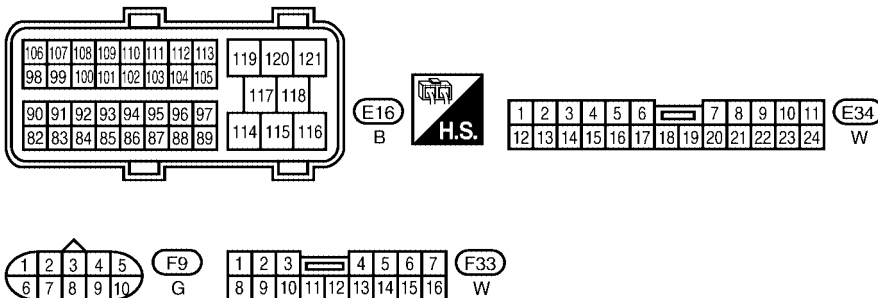 106 107 108 109 110 111 112 113
98 99 100 101 102 103 104 105
90 91 92 93 94 95 96 97
82 83 84 85 86 87 88 89
119 120 121
117 118
114 115 116
E16
B
H.S.
1 2 3 4 5 6 7 8 9 10 11
12 13 14 15 16 17 18 19 20 21 22 23 24
E34
W
1 2 3 4 5
6 7 8 9 10
F9
G
1 2 3 4 5 6 7
8 9 10 11 12 13 14 15 16
F33
W